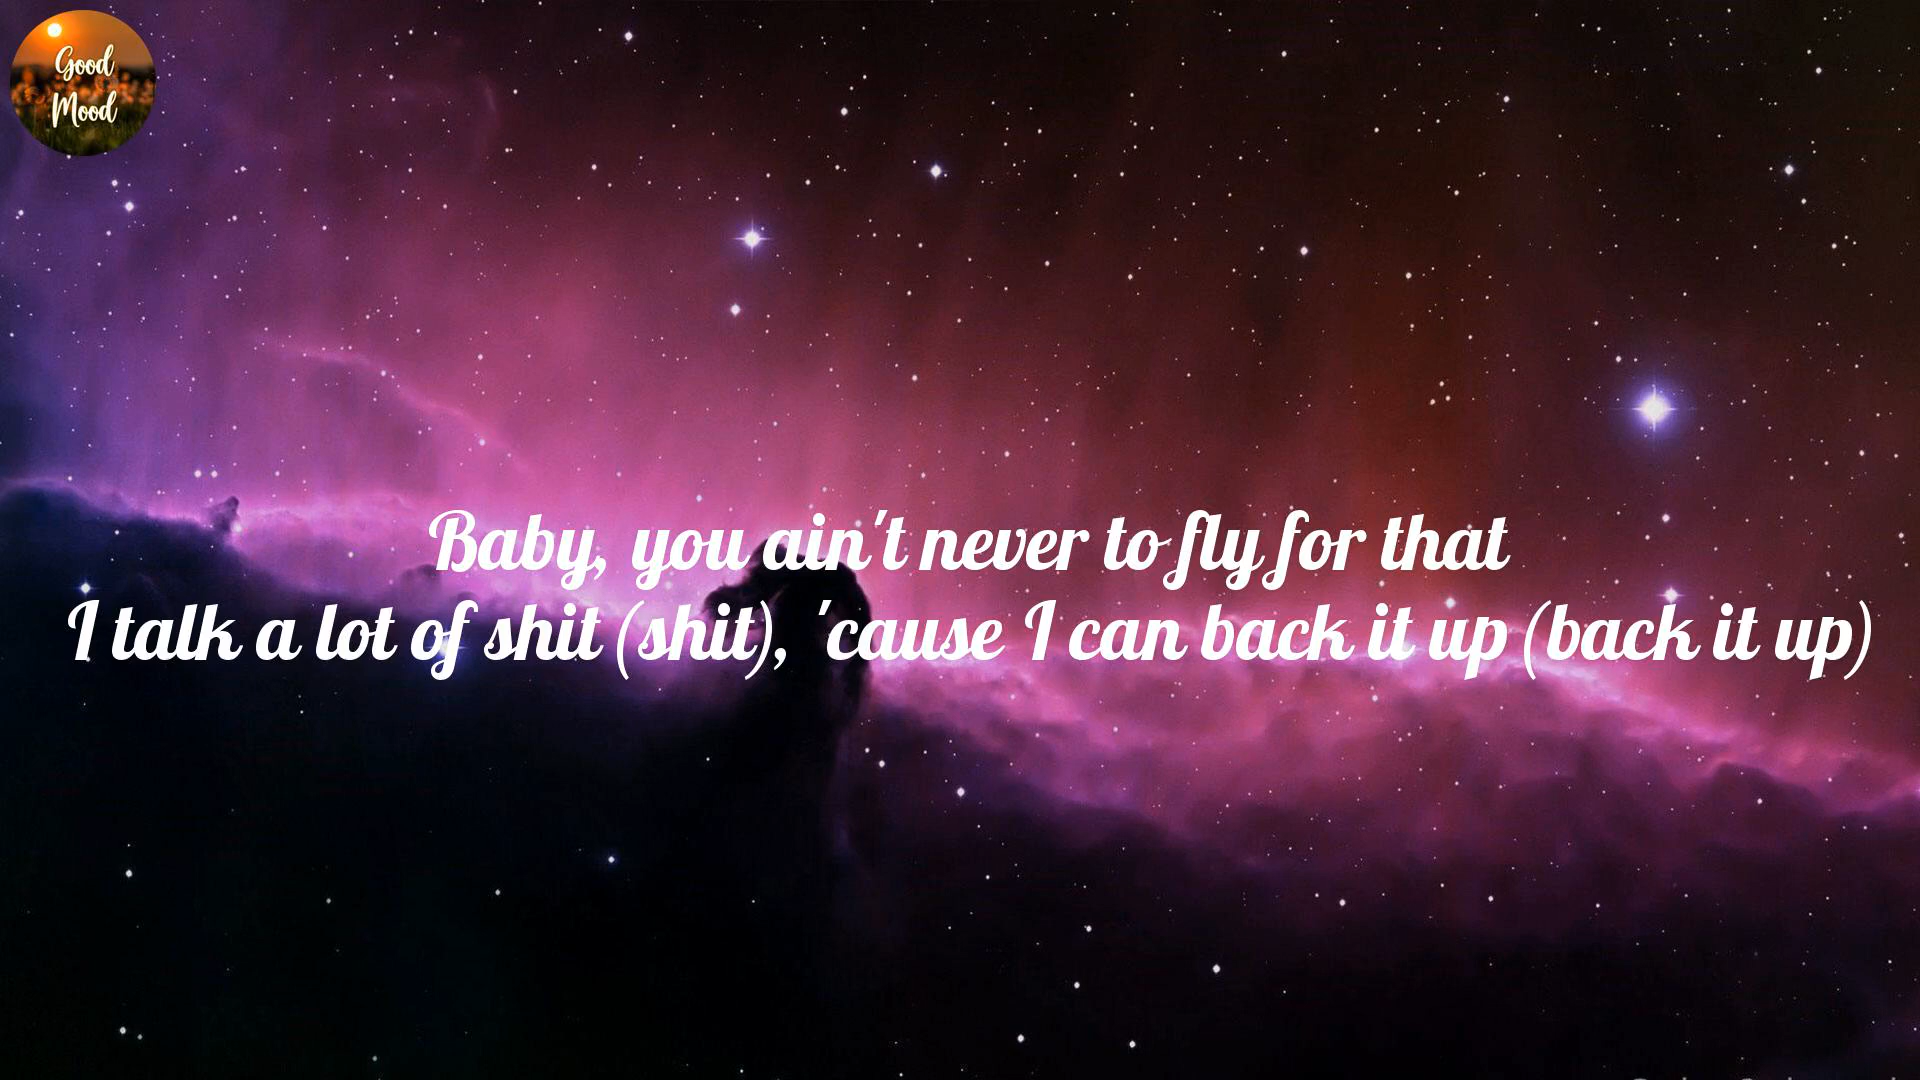 Good
Mood
Baby, you ain't never to fly for that
I talk a lot of shit (shit), 'cause I can back it up (back it up)